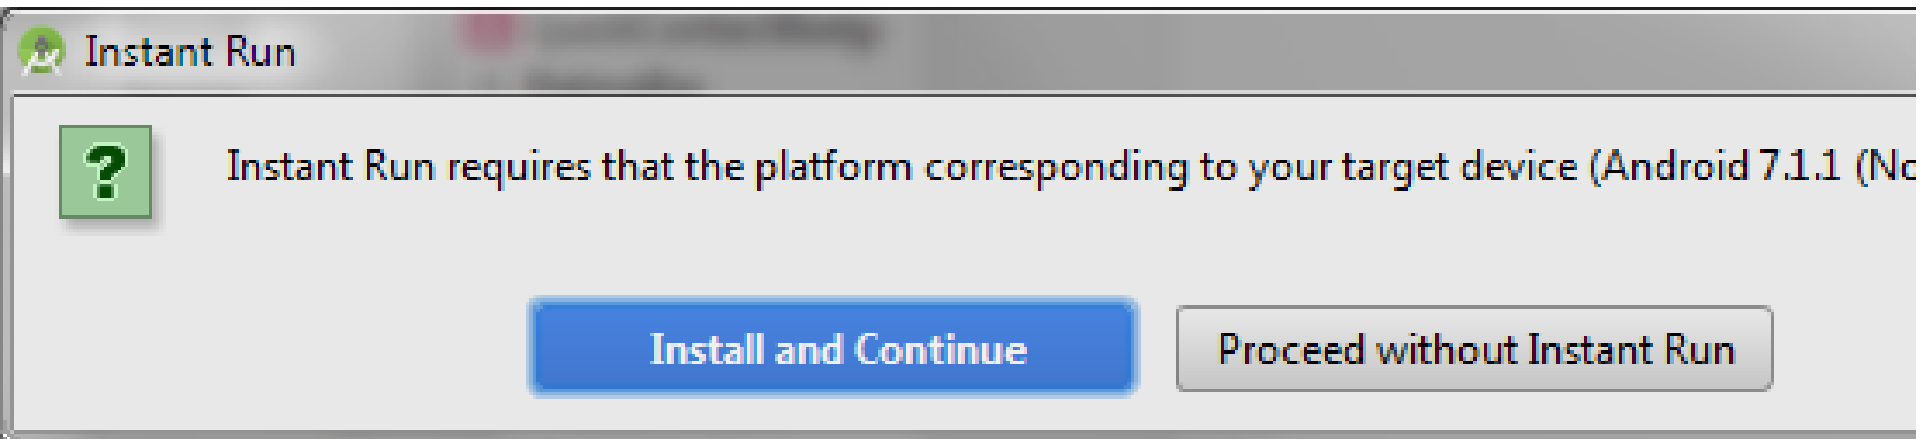 Instant Run
Instant Run requires that the platform corresponding to your target device (Android 7.1.1 (No
Install and Continue
Proceed without Instant Run